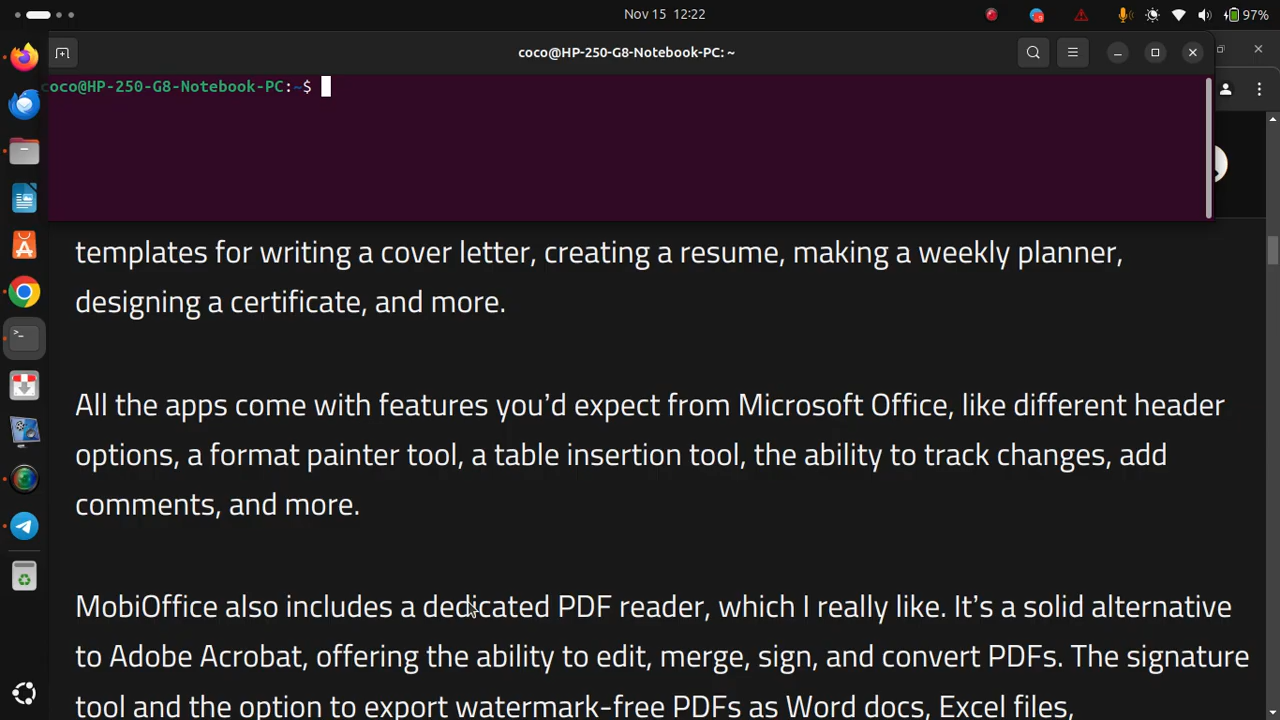 Nov 15 12:22
97%
coco@HP-250-G8-Notebook-PC: ~
coco@HP-250-G8-Notebook-PC:~$
templates for writing a cover letter, creating a resume, making a weekly planner,
designing a certificate, and more.
All the apps come with features you’d expect from Microsoft Office, like different header
options, a format painter tool, a table insertion tool, the ability to track changes, add
comments, and more.
MobiOffice also includes a dedicated PDF reader, which I really like. It’s a solid alternative
to Adobe Acrobat, offering the ability to edit, merge, sign, and convert PDFs. The signature
tool and the option to export watermark-free PDFs as Word docs, Excel files,